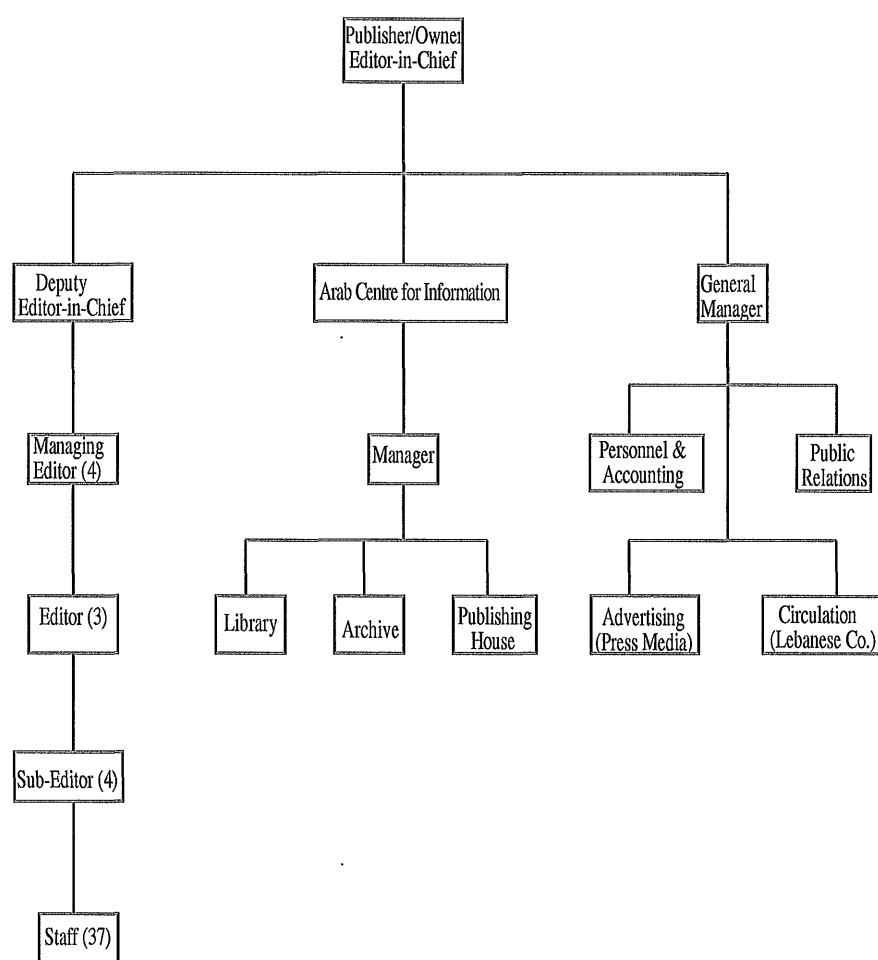 Publisher/Owner
Editor-in-Chief
Deputy
Editor-in-Chief
Arab Centre for Information
General
Manager
Managing
Editor (4)
Manager
Personnel &
Accounting
Public
Relations
Editor (3)
Library
Archive
Publishing
House
Advertising
(Press Media)
Circulation
(Lebanese Co.)
Sub-Editor (4)
Staff (37)